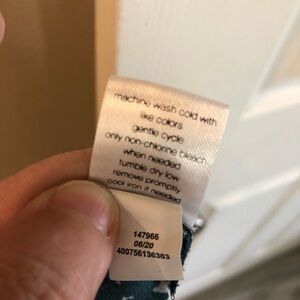 machine wash cold with
like colors
gentle cycle
only non-chlorine bleach
when needed
tumble dry low
remove promptly
cool iron if needed
147966
06/20
400756136303